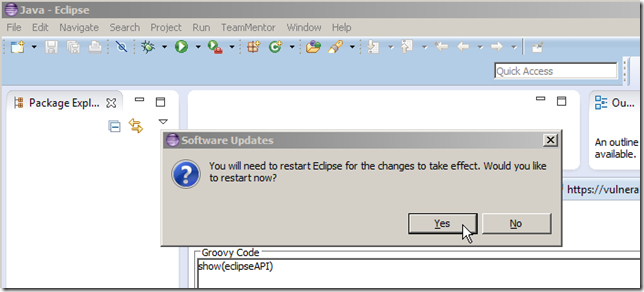 Java - Eclipse
File Edit Navigate Search Project Run TeamMentor Window Help
Quick Access
Package Expl...
Ou...
An outline
available.
Software Updates
You will need to restart Eclipse for the changes to take effect. Would you like
to restart now?
Yes No
https://vulnera
Groovy Code
show(eclipseAPI)